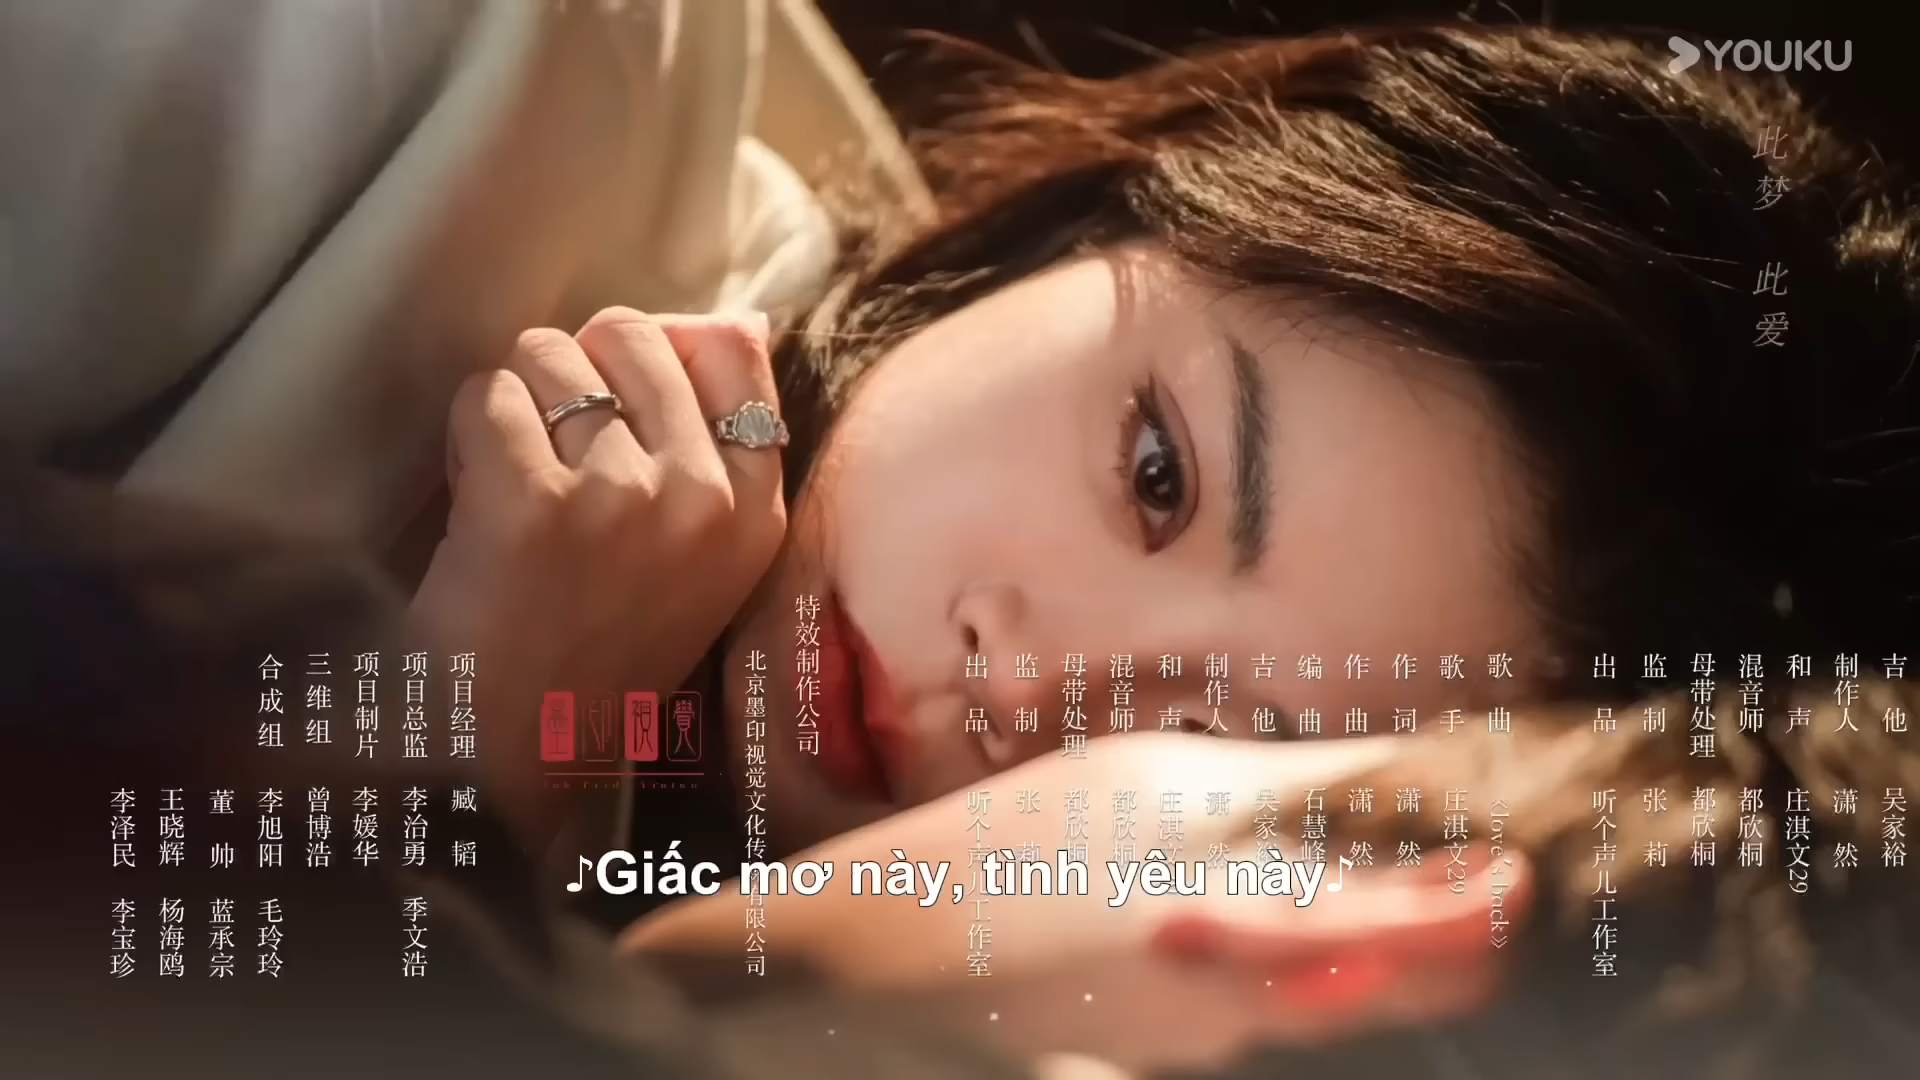 YOUKU
此梦 此爱
吉他 吴家裕
制作人 潇然
和声 庄淇文29
混音师 都欣桐
母带处理 都欣桐
监制 张莉
出品 听个声儿工作室
歌曲 《love's back》
歌手 庄淇文29
作词 潇然
作曲 潇然
编曲 石慧峰
吉他 吴家裕
制作人 潇然
和声 庄淇文
混音师 都欣桐
母带处理 都欣桐
监制 张莉
出品 听个声儿工作室
特效制作公司
北京墨印视觉文化传 有限公司
墨印視覺
项目经理 臧韬
项目总监 李治勇 季文浩
项目制片 李媛华
三维组 曾博浩
合成组 李旭阳 毛玲玲
董帅 蓝承宗
王晓辉 杨海鸥
李泽民 李宝珍
♪Giấc mơ này, tình yêu này♪